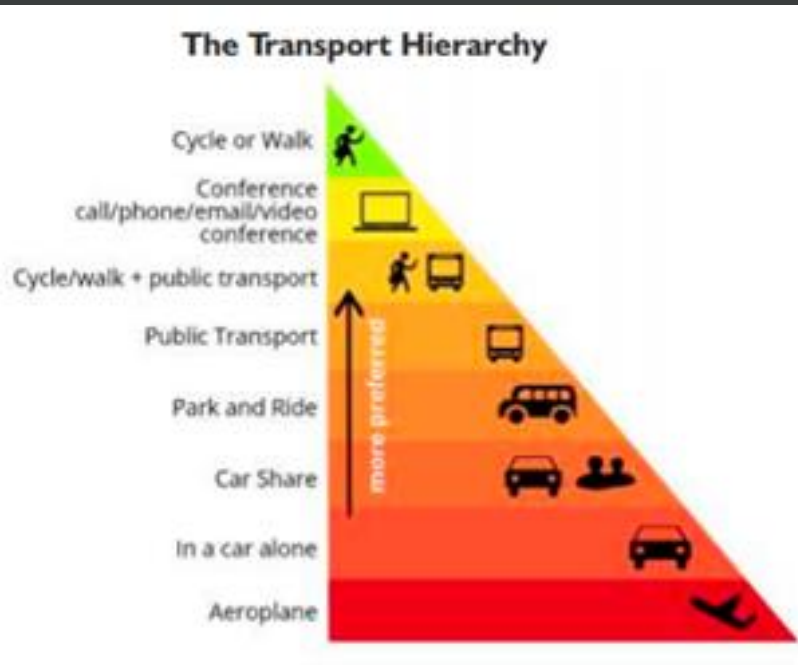 The Transport Hierarchy
Cycle or Walk
Conference
call/phone/email/video
conference
Cycle/walk + public transport
Public Transport
Park and Ride
Car Share
In a car alone
Aeroplane
more preferred